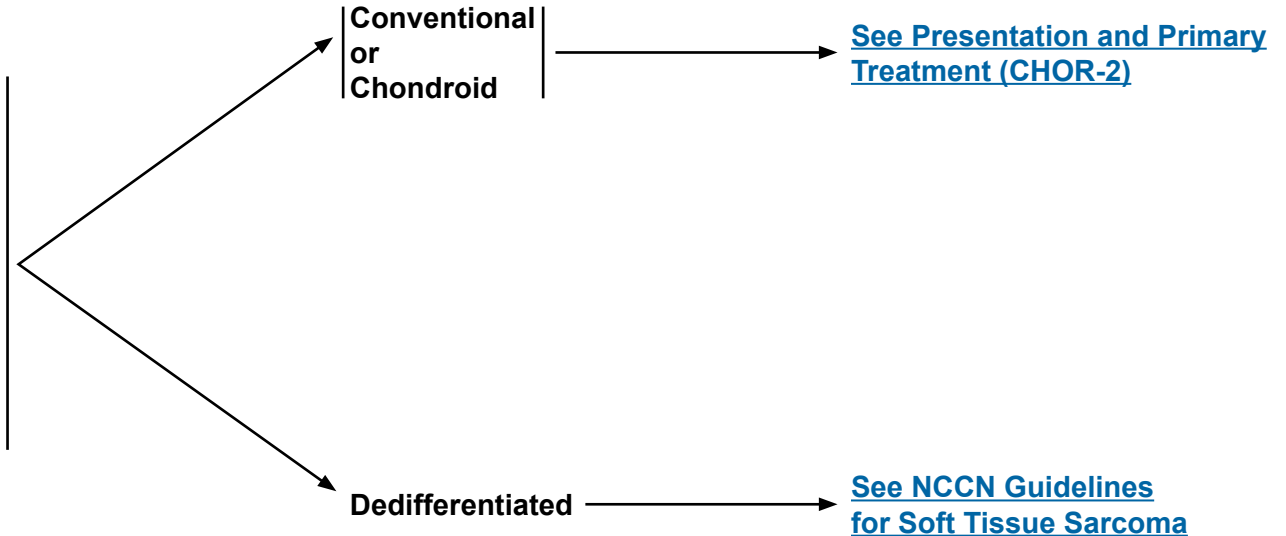 Conventional
or
Chondroid
See Presentation and Primary
Treatment (CHOR-2)
Dedifferentiated
See NCCN Guidelines
for Soft Tissue Sarcoma